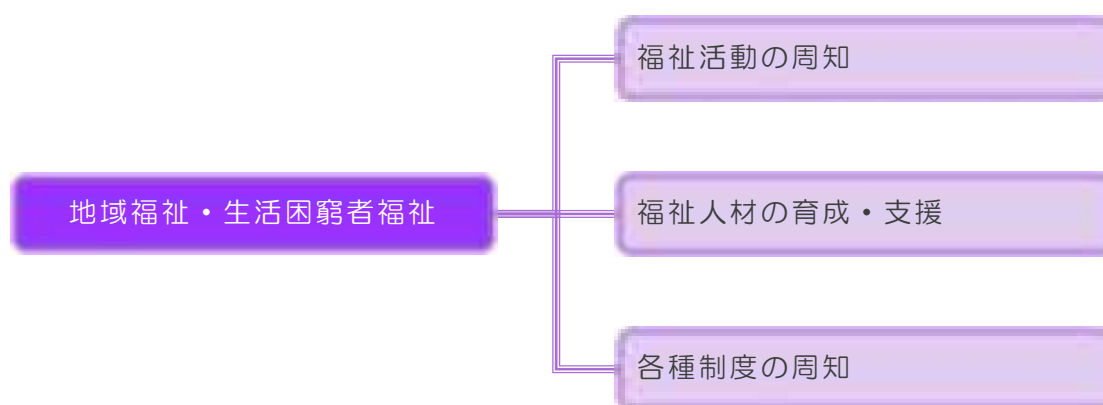 福祉活動の周知
地域福祉・生活困窮者福祉
福祉人材の育成・支援
各種制度の周知